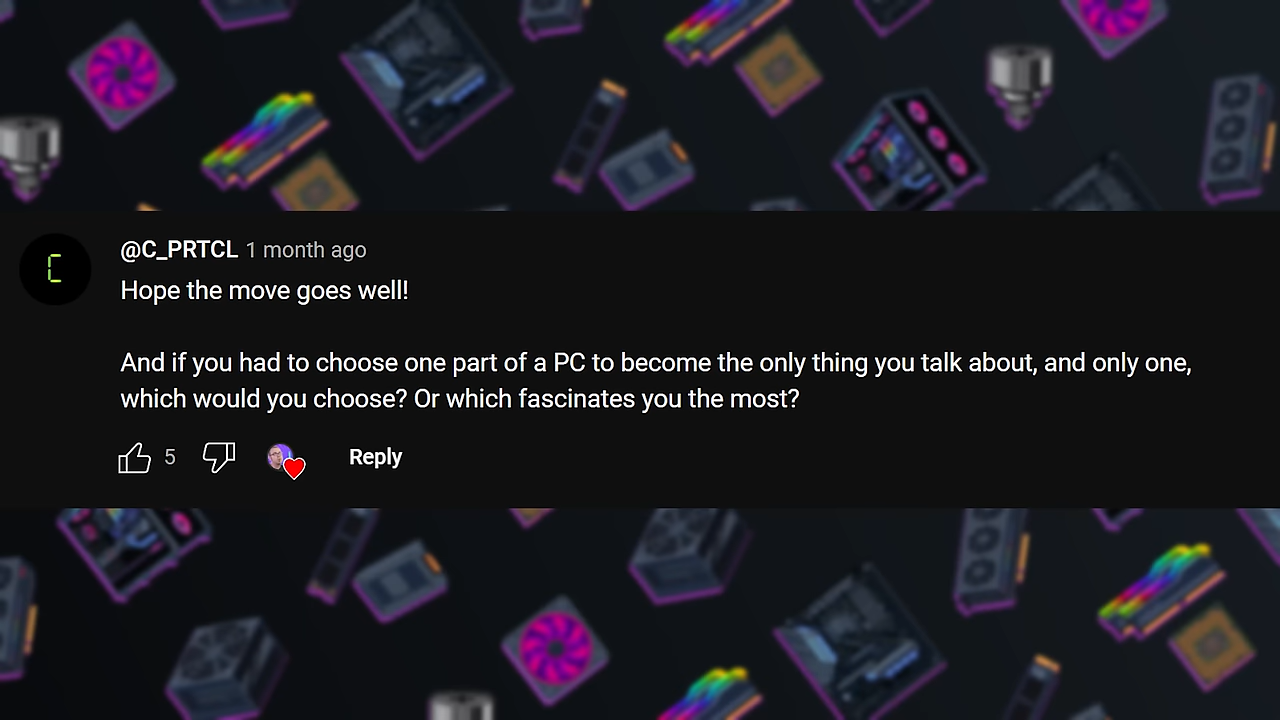 @C_PRTCL 1 month ago
Hope the move goes well!
And if you had to choose one part of a PC to become the only thing you talk about, and only one,
which would you choose? Or which fascinates you the most?
5 Reply